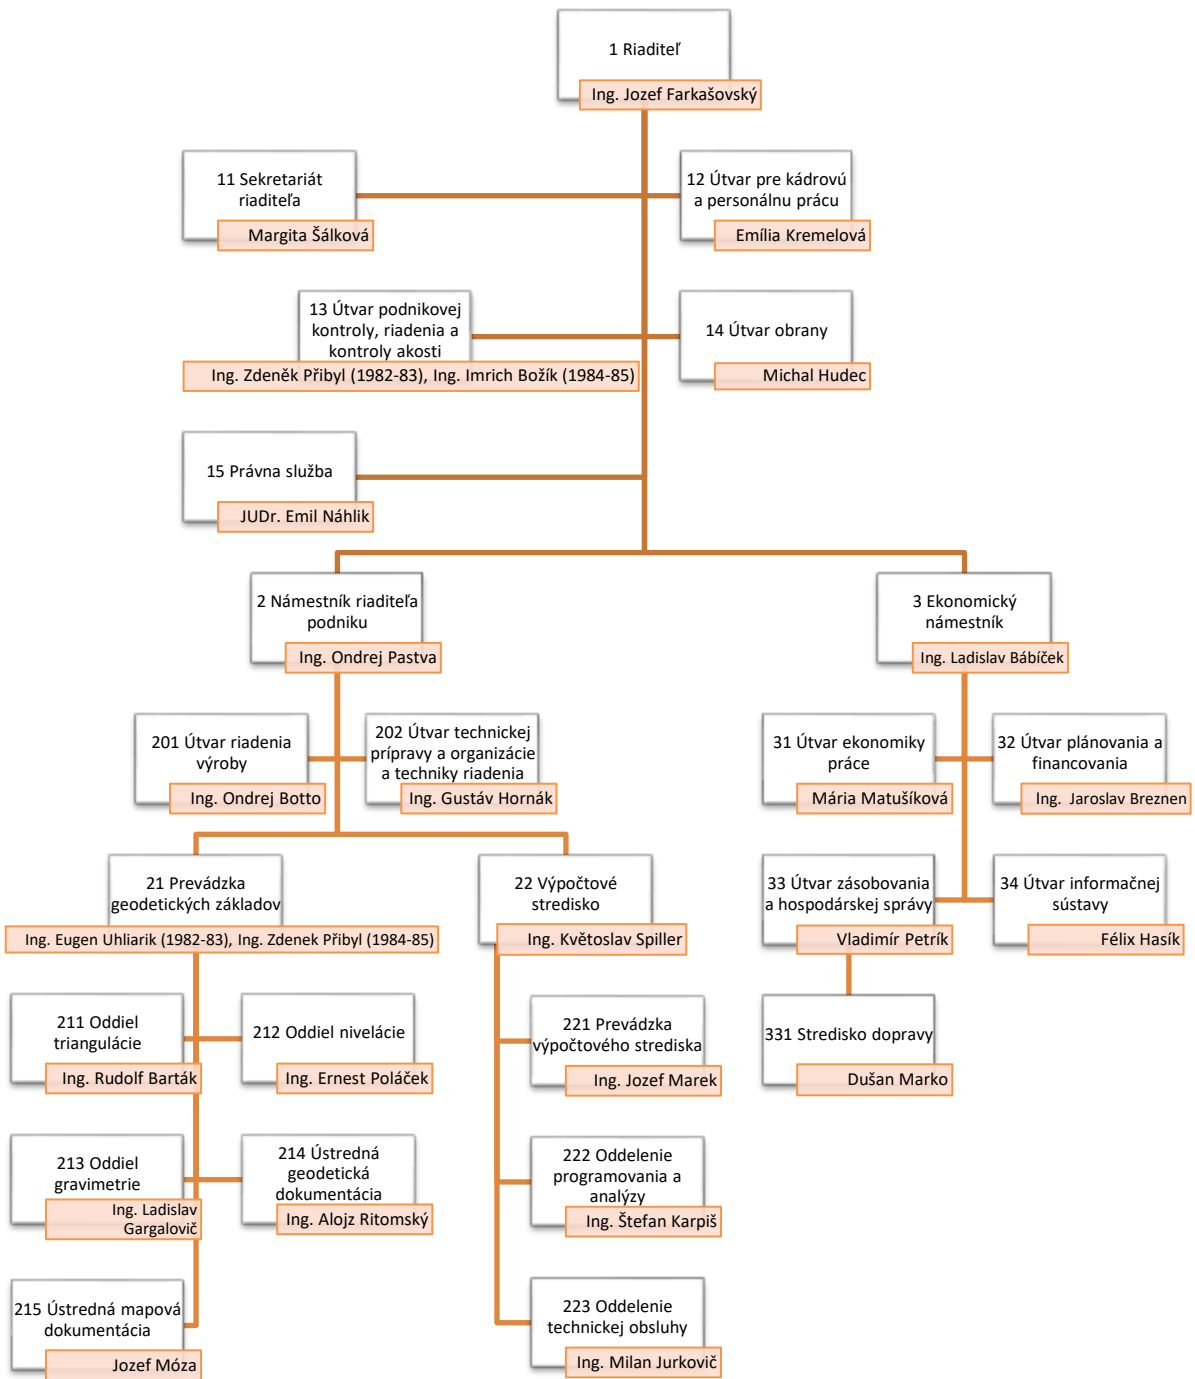 1 Riaditeľ
Ing. Jozef Farkašovský
11 Sekretariát
riaditeľa
Margita Šálková
12 Útvar pre kádrovú
a personálnu prácu
Emília Kremelová
13 Útvar podnikovej
kontroly, riadenia a
kontroly akosti
Ing. Zdeněk Přibyl (1982-83), Ing. Imrich Božík (1984-85)
14 Útvar obrany
Michal Hudec
15 Právna služba
JUDr. Emil Náhlik
2 Námestník riaditeľa
podniku
Ing. Ondrej Pastva
3 Ekonomický
námestník
Ing. Ladislav Bábíček
201 Útvar riadenia
výroby
Ing. Ondrej Botto
202 Útvar technickej
prípravy a organizácie
a techniky riadenia
Ing. Gustáv Hornák
31 Útvar ekonomiky
práce
Mária Matušíková
32 Útvar plánovania a
financovania
Ing. Jaroslav Breznen
21 Prevádzka
geodetických základov
Ing. Eugen Uhliarik (1982-83), Ing. Zdenek Přibyl (1984-85)
22 Výpočtové
stredisko
Ing. Květoslav Spiller
33 Útvar zásobovania
a hospodárskej správy
Vladimír Petrík
34 Útvar informačnej
sústavy
Félix Hasík
211 Oddiel
triangulácie
Ing. Rudolf Barták
212 Oddiel nivelácie
Ing. Ernest Poláček
221 Prevádzka
výpočtového strediska
Ing. Jozef Marek
331 Stredisko dopravy
Dušan Marko
213 Oddiel
gravimetrie
Ing. Ladislav
Gargalovič
214 Ústredná
geodetická
dokumentácia
Ing. Alojz Ritomský
222 Oddelenie
programovania a
analýzy
Ing. Štefan Karpiš
215 Ústredná mapová
dokumentácia
Jozef Móza
223 Oddelenie
technickej obsluhy
Ing. Milan Jurkovič